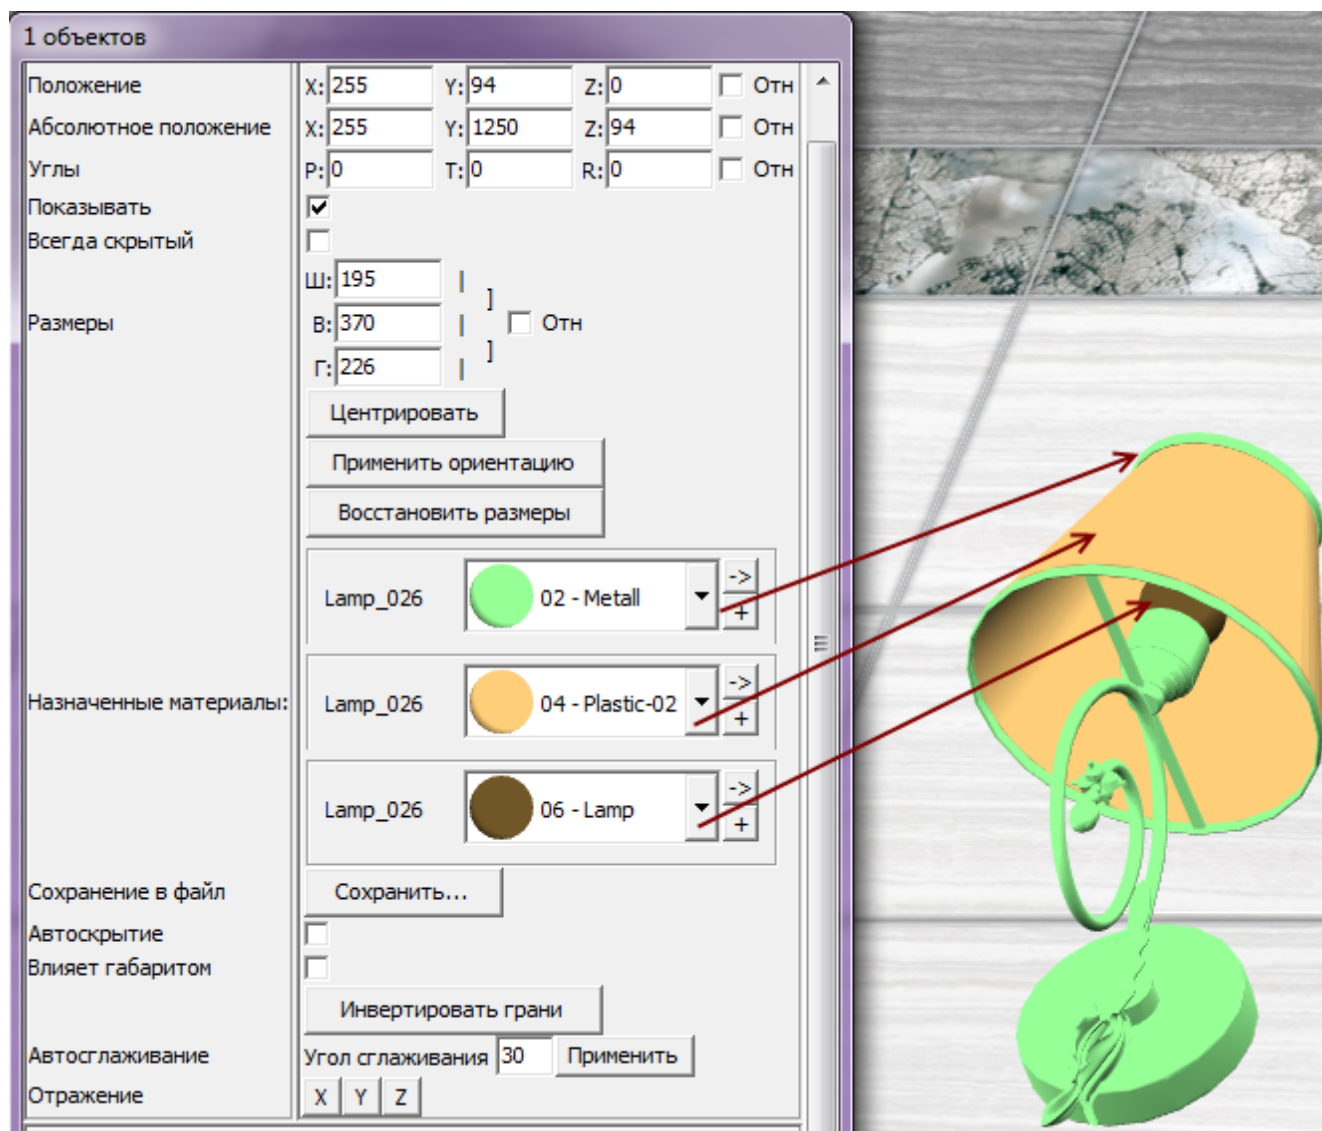 1 объектов
Положение X: 255 Y: 94 Z: 0 Отн
Абсолютное положение X: 255 Y: 1250 Z: 94 Отн
Углы P: 0 T: 0 R: 0 Отн
Показывать
Всегда скрытый
Ш: 195
Размеры В: 370 Отн
Г: 226
Центрировать
Применить ориентацию
Восстановить размеры
Lamp_026 02 - Metall -> +
Назначенные материалы: Lamp_026 04 - Plastic-02 -> +
Lamp_026 06 - Lamp -> +
Сохранение в файл Сохранить...
Автоскрытие
Влияет габаритом
Инвертировать грани
Автосглаживание Угол сглаживания 30 Применить
Отражение X Y Z